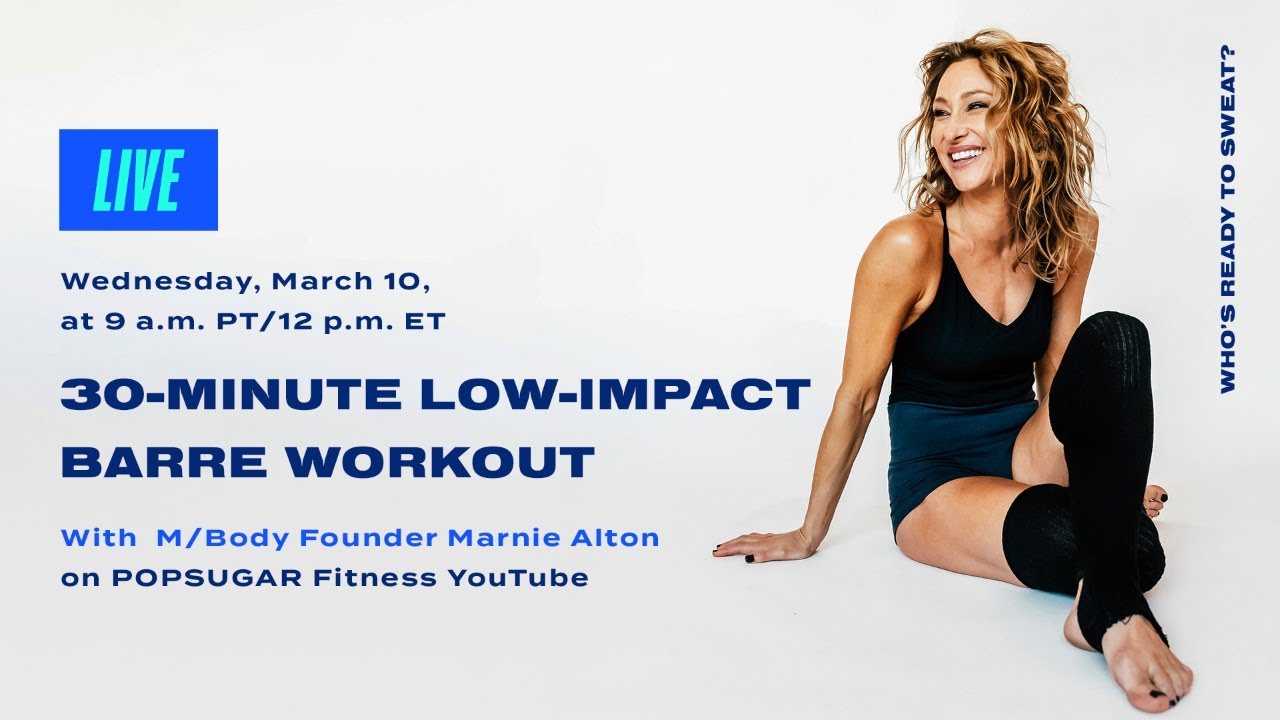 LIVE
Wednesday, March 10,
at 9 a.m. PT/12 p.m. ET
30-MINUTE LOW-IMPACT
BARRE WORKOUT
With M/Body Founder Marnie Alton
on POPSUGAR Fitness YouTube
WHO'S READY TO SWEAT?